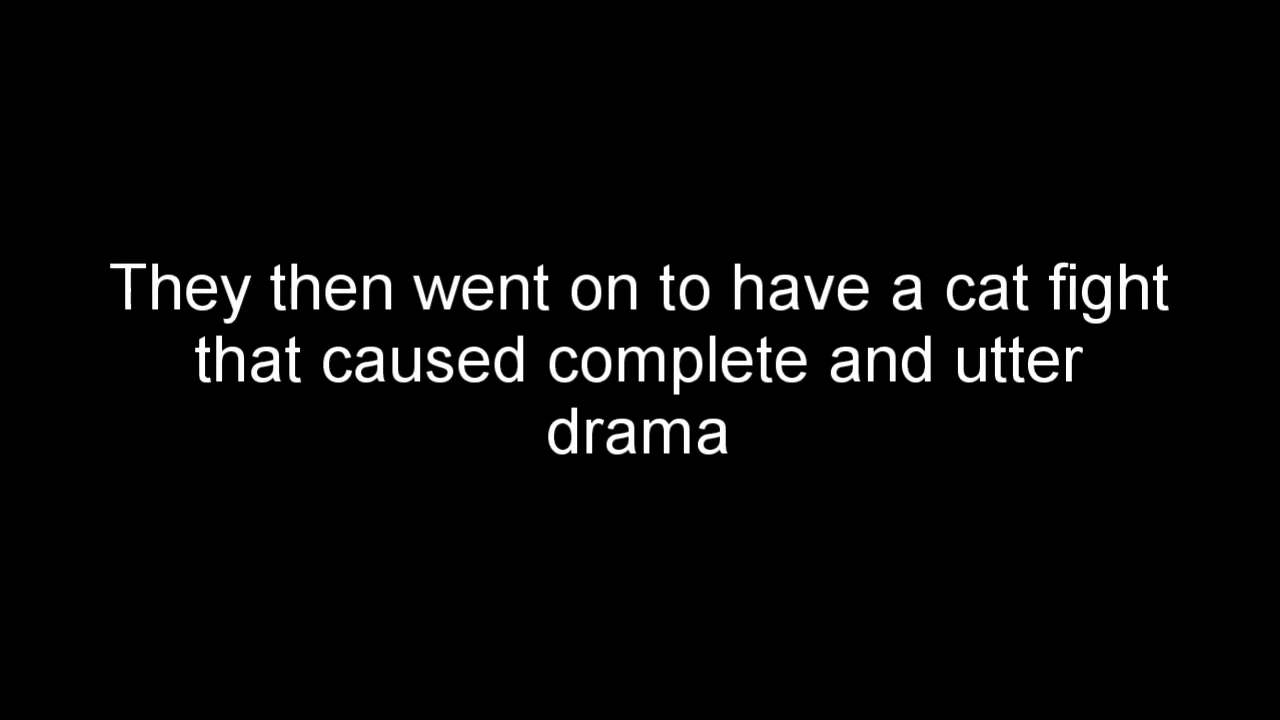 They then went on to have a cat fight
that caused complete and utter
drama